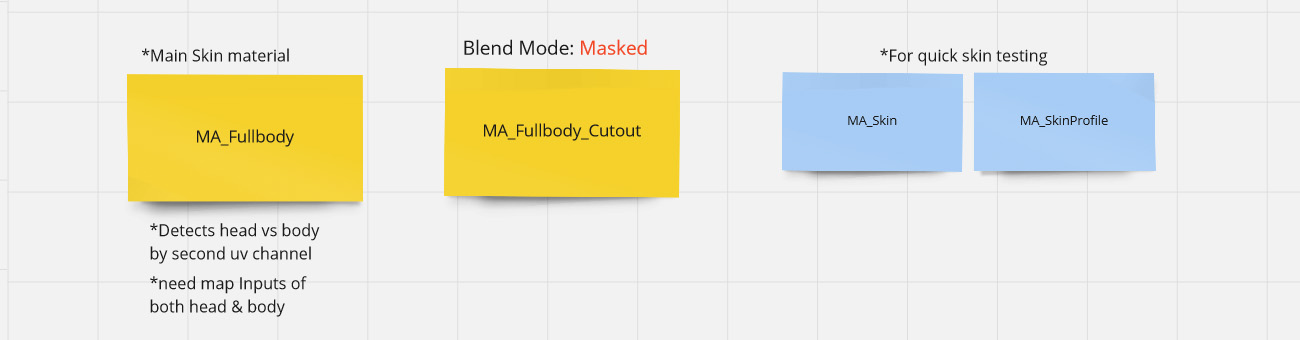 *Main Skin material
MA_Fullbody
*Detects head vs body
by second uv channel
*need map Inputs of
both head & body
Blend Mode: Masked
MA_Fullbody_Cutout
*For quick skin testing
MA_Skin
MA_SkinProfile